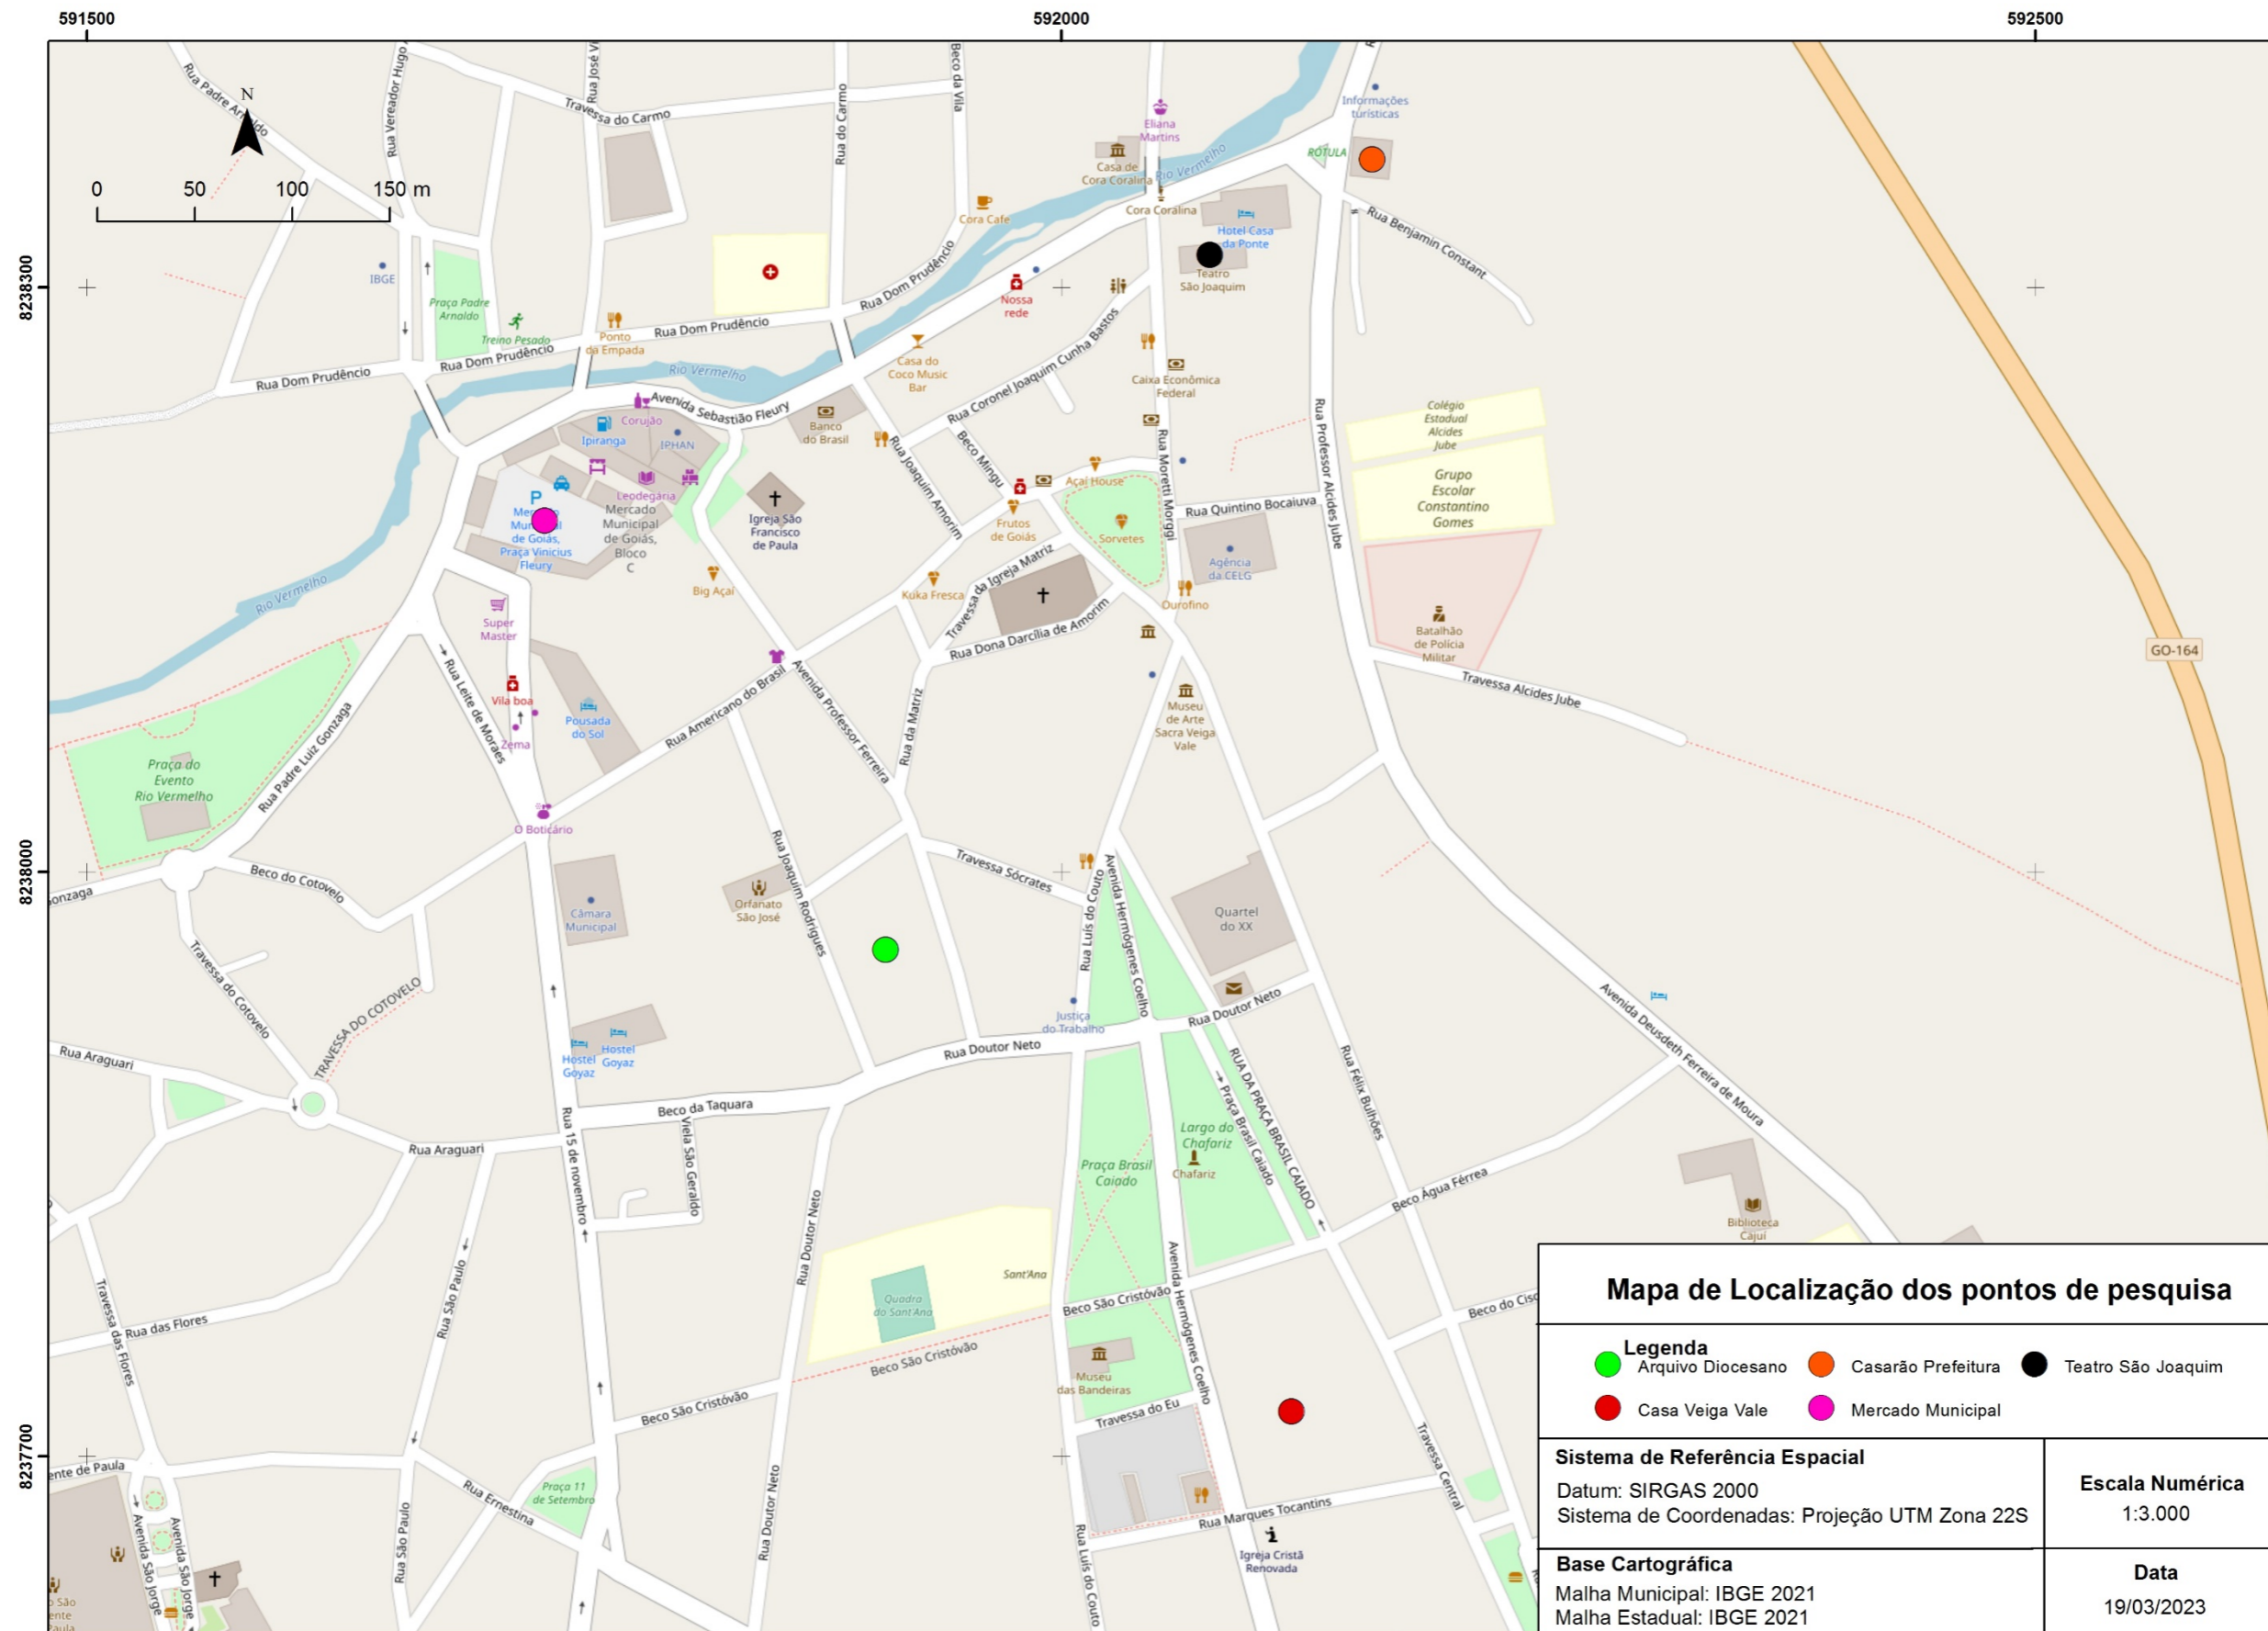 591500
592000
592500
8238300
8238000
8237700
N
0 50 100 150 m
Rua Padre Arnaldo
Rua Vereador Hugo
Rua José Vi
Travessa do Carmo
Rua do Carmo
Beco da Vila
Eliana
Martins
Informações
turísticas
Casa de
Cora Coralina
Rio Vermelho
RÓTULA
Cora Coralina
Cora Cafe
Hotel Casa
da Ponte
Rua Benjamin Constant
Teatro
São Joaquim
IBGE
Praça Padre
Arnaldo
Treino Pesado
Ponto
da Empada
Rua Dom Prudêncio
Rua Dom Prudêncio
Rua Dom Prudêncio
Rua Dom Prudêncio
Nossa
rede
Casa do
Coco Music
Bar
Rua Coronel Joaquim Cunha Bastos
Caixa Econômica
Federal
Rio Vermelho
Avenida Sebastião Fleury
Corujão
Ipiranga
IPHAN
Banco
do Brasil
Beco Mingu
Rua Joaquim Amorim
Rua Moretti Morggi
Rua Professor Alcides Jube
Colégio
Estadual
Alcides
Jube
Grupo
Escolar
Constantino
Gomes
P
Leodegária
Mercado
Municipal
de Goiás,
Bloco
C
Mercado
Municipal
de Goiás,
Praça Vinicius
Fleury
Igreja São
Francisco
de Paula
Açaí House
Frutos
de Goiás
Sorvetes
Rua Quintino Bocaiuva
Agência
da CELG
Travessa da Igreja Matriz
Big Açaí
Kuka Fresca
Ourofino
Rua Dona Darcília de Amorim
Batalhão
de Polícia
Militar
GO-164
Travessa Alcides Jube
Rio Vermelho
Super
Master
Rua Leite de Moraes
Vila boa
Zema
Pousada
do Sol
Rua Americano do Brasil
Avenida Professor Ferreira
Rua da Matriz
Museu
de Arte
Sacra Veiga
Vale
Praça do
Evento
Rio Vermelho
Rua Padre Luiz Gonzaga
O Boticário
onzaga
Beco do Cotovelo
Câmara
Municipal
Orfanato
São José
Rua Joaquim Rodrigues
Travessa Sócrates
Rua Luís do Couto
Avenida Hermógenes Coelho
Quartel
do XX
Travessa do Cotovelo
TRAVESSA DO COTOVELO
Rua Araguari
Hostel
Goyaz
Hostel
Goyaz
Justiça
do Trabalho
Rua Doutor Neto
Rua Doutor Neto
Avenida Deusdeth Ferreira de Moura
Rua Félix Bulhões
RUA DA PRAÇA BRASIL CAIADO
Praça Brasil Caiado
Beco da Taquara
Viela São Geraldo
Rua Araguari
Rua 15 de novembro
Largo do
Chafariz
Chafariz
Praça Brasil
Caiado
Beco Água Férrea
Biblioteca
Cajuí
Rua Doutor Neto
Sant'Ana
Quadra
do Sant'Ana
Avenida Hermógenes Coelho
Beco São Cristóvão
Beco São Cristóvão
Beco São Cristóvão
Beco do Cisc
Rua São Paulo
Travessa das Flores
Rua das Flores
Museu
das Bandeiras
Travessa do Eu
Travessa Central
ente de Paula
Rua Ernestina
Praça 11
de Setembro
Rua Doutor Neto
Rua Marques Tocantins
Rua Luís do Couto
Igreja Cristã
Renovada
Avenida São Jorge
Avenida São Jorge
Rua São Paulo
o São
ente
Paula
Mapa de Localização dos pontos de pesquisa
Legenda
Arquivo Diocesano
Casarão Prefeitura
Teatro São Joaquim
Casa Veiga Vale
Mercado Municipal
Sistema de Referência Espacial
Datum: SIRGAS 2000
Sistema de Coordenadas: Projeção UTM Zona 22S
Escala Numérica
1:3.000
Base Cartográfica
Malha Municipal: IBGE 2021
Malha Estadual: IBGE 2021
Data
19/03/2023